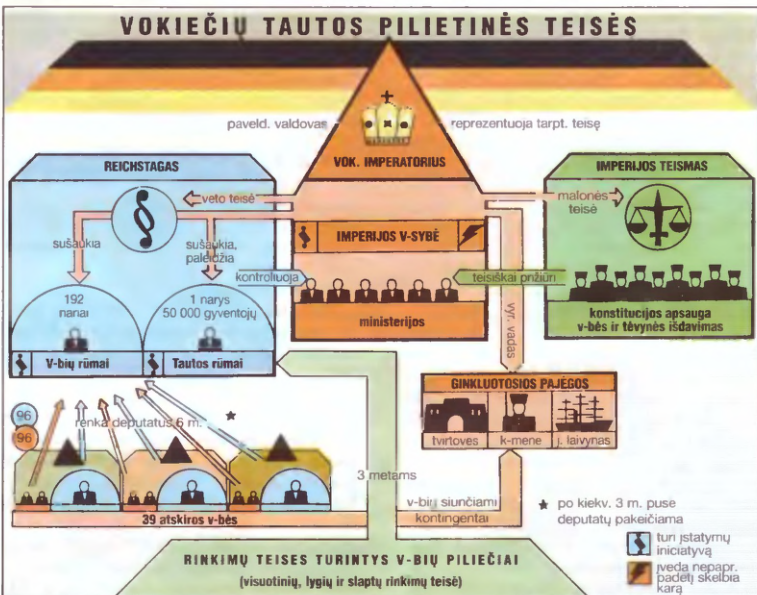 VOKIEČIŲ TAUTOS PILIETINĖS TEISĖS
paveld. valdovas
reprezentuoja tarpt. teisę
VOK. IMPERATORIUS
REICHSTAGAS
IMPERIJOS TEISMAS
veto teisė
malonės
teisė
sušaukia
sušaukia,
paleidžia
IMPERIJOS V-SYBĖ
kontroliuoja
teisiškai prižiūri
192
nariai
1 narys
50 000 gyventojų
ministerijos
konstitucijos apsauga
v-bės ir tėvynės išdavimas
V-bių rūmai
Tautos rūmai
vyr. vadas
GINKLUOTOSIOS PAJĖGOS
tvirtovės
k-menė
j. laivynas
96
96
renka deputatus 6 m.
3 metams
39 atskiros v-bės
v-bių siunčiami
kontingentai
po kiekv. 3 m. pusė
deputatų pakeičiama
turi įstatymų
iniciatyvą
įveda nepapr.
padėtį skelbia
karą
RINKIMŲ TEISES TURINTYS V-BIŲ PILIEČIAI
(visuotinių, lygių ir slaptų rinkimų teisė)